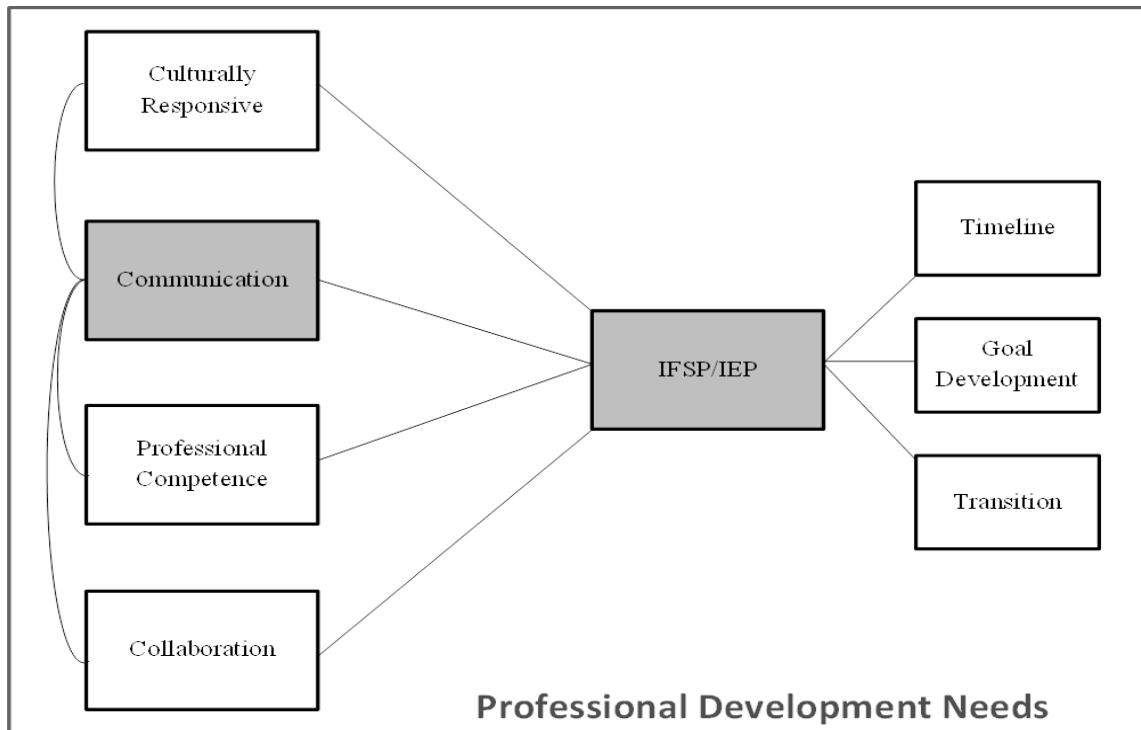 Culturally
Responsive
Communication
Professional
Competence
Collaboration
IFSP/IEP
Timeline
Goal
Development
Transition
Professional Development Needs